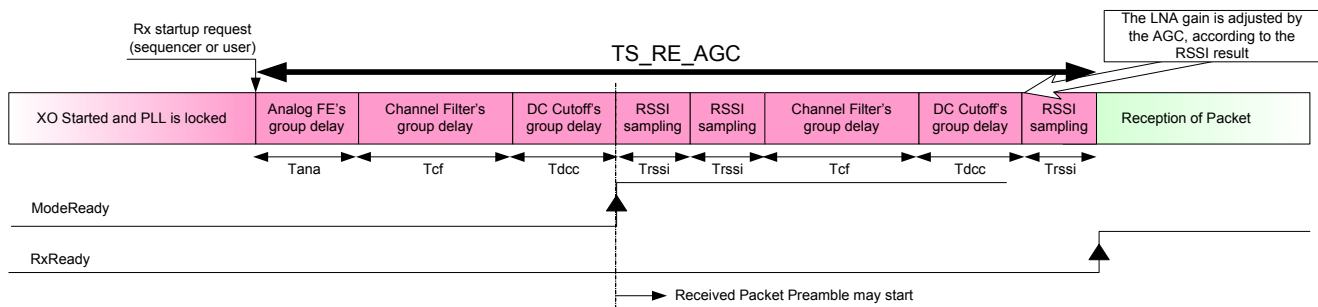 Rx startup request
(sequencer or user)
TS_RE_AGC
The LNA gain is adjusted by
the AGC, according to the
RSSI result
XO Started and PLL is locked
Analog FE's
group delay
Channel Filter's
group delay
DC Cutoff's
group delay
RSSI
sampling
RSSI
sampling
Channel Filter's
group delay
DC Cutoff's
group delay
RSSI
sampling
Reception of Packet
Tana
Tcf
Tdcc
Trssi
Trssi
Tcf
Tdcc
Trssi
ModeReady
RxReady
Received Packet Preamble may start